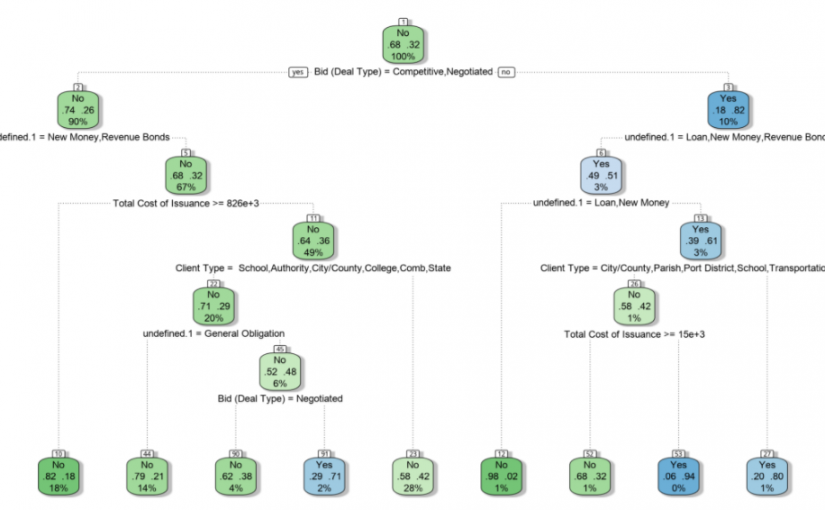 1
No
.68 .32
100%
yes Bid (Deal Type) = Competitive,Negotiated no
2
No
.74 .26
90%
3
Yes
.18 .82
10%
defined.1 = New Money,Revenue Bonds
undefined.1 = Loan,New Money,Revenue Bond
5
No
.68 .32
67%
6
Yes
.49 .51
3%
Total Cost of Issuance >= 826e+3
undefined.1 = Loan,New Money
11
No
.64 .36
49%
13
Yes
.39 .61
3%
Client Type = School,Authority,City/County,College,Comb,State
Client Type = City/County,Parish,Port District,School,Transportatio
22
No
.71 .29
20%
26
No
.58 .42
1%
undefined.1 = General Obligation
Total Cost of Issuance >= 15e+3
45
No
.52 .48
6%
Bid (Deal Type) = Negotiated
10
No
.82 .18
18%
44
No
.79 .21
14%
90
No
.62 .38
4%
91
Yes
.29 .71
2%
23
No
.58 .42
28%
12
No
.98 .02
1%
52
No
.68 .32
1%
53
Yes
.06 .94
0%
27
Yes
.20 .80
1%